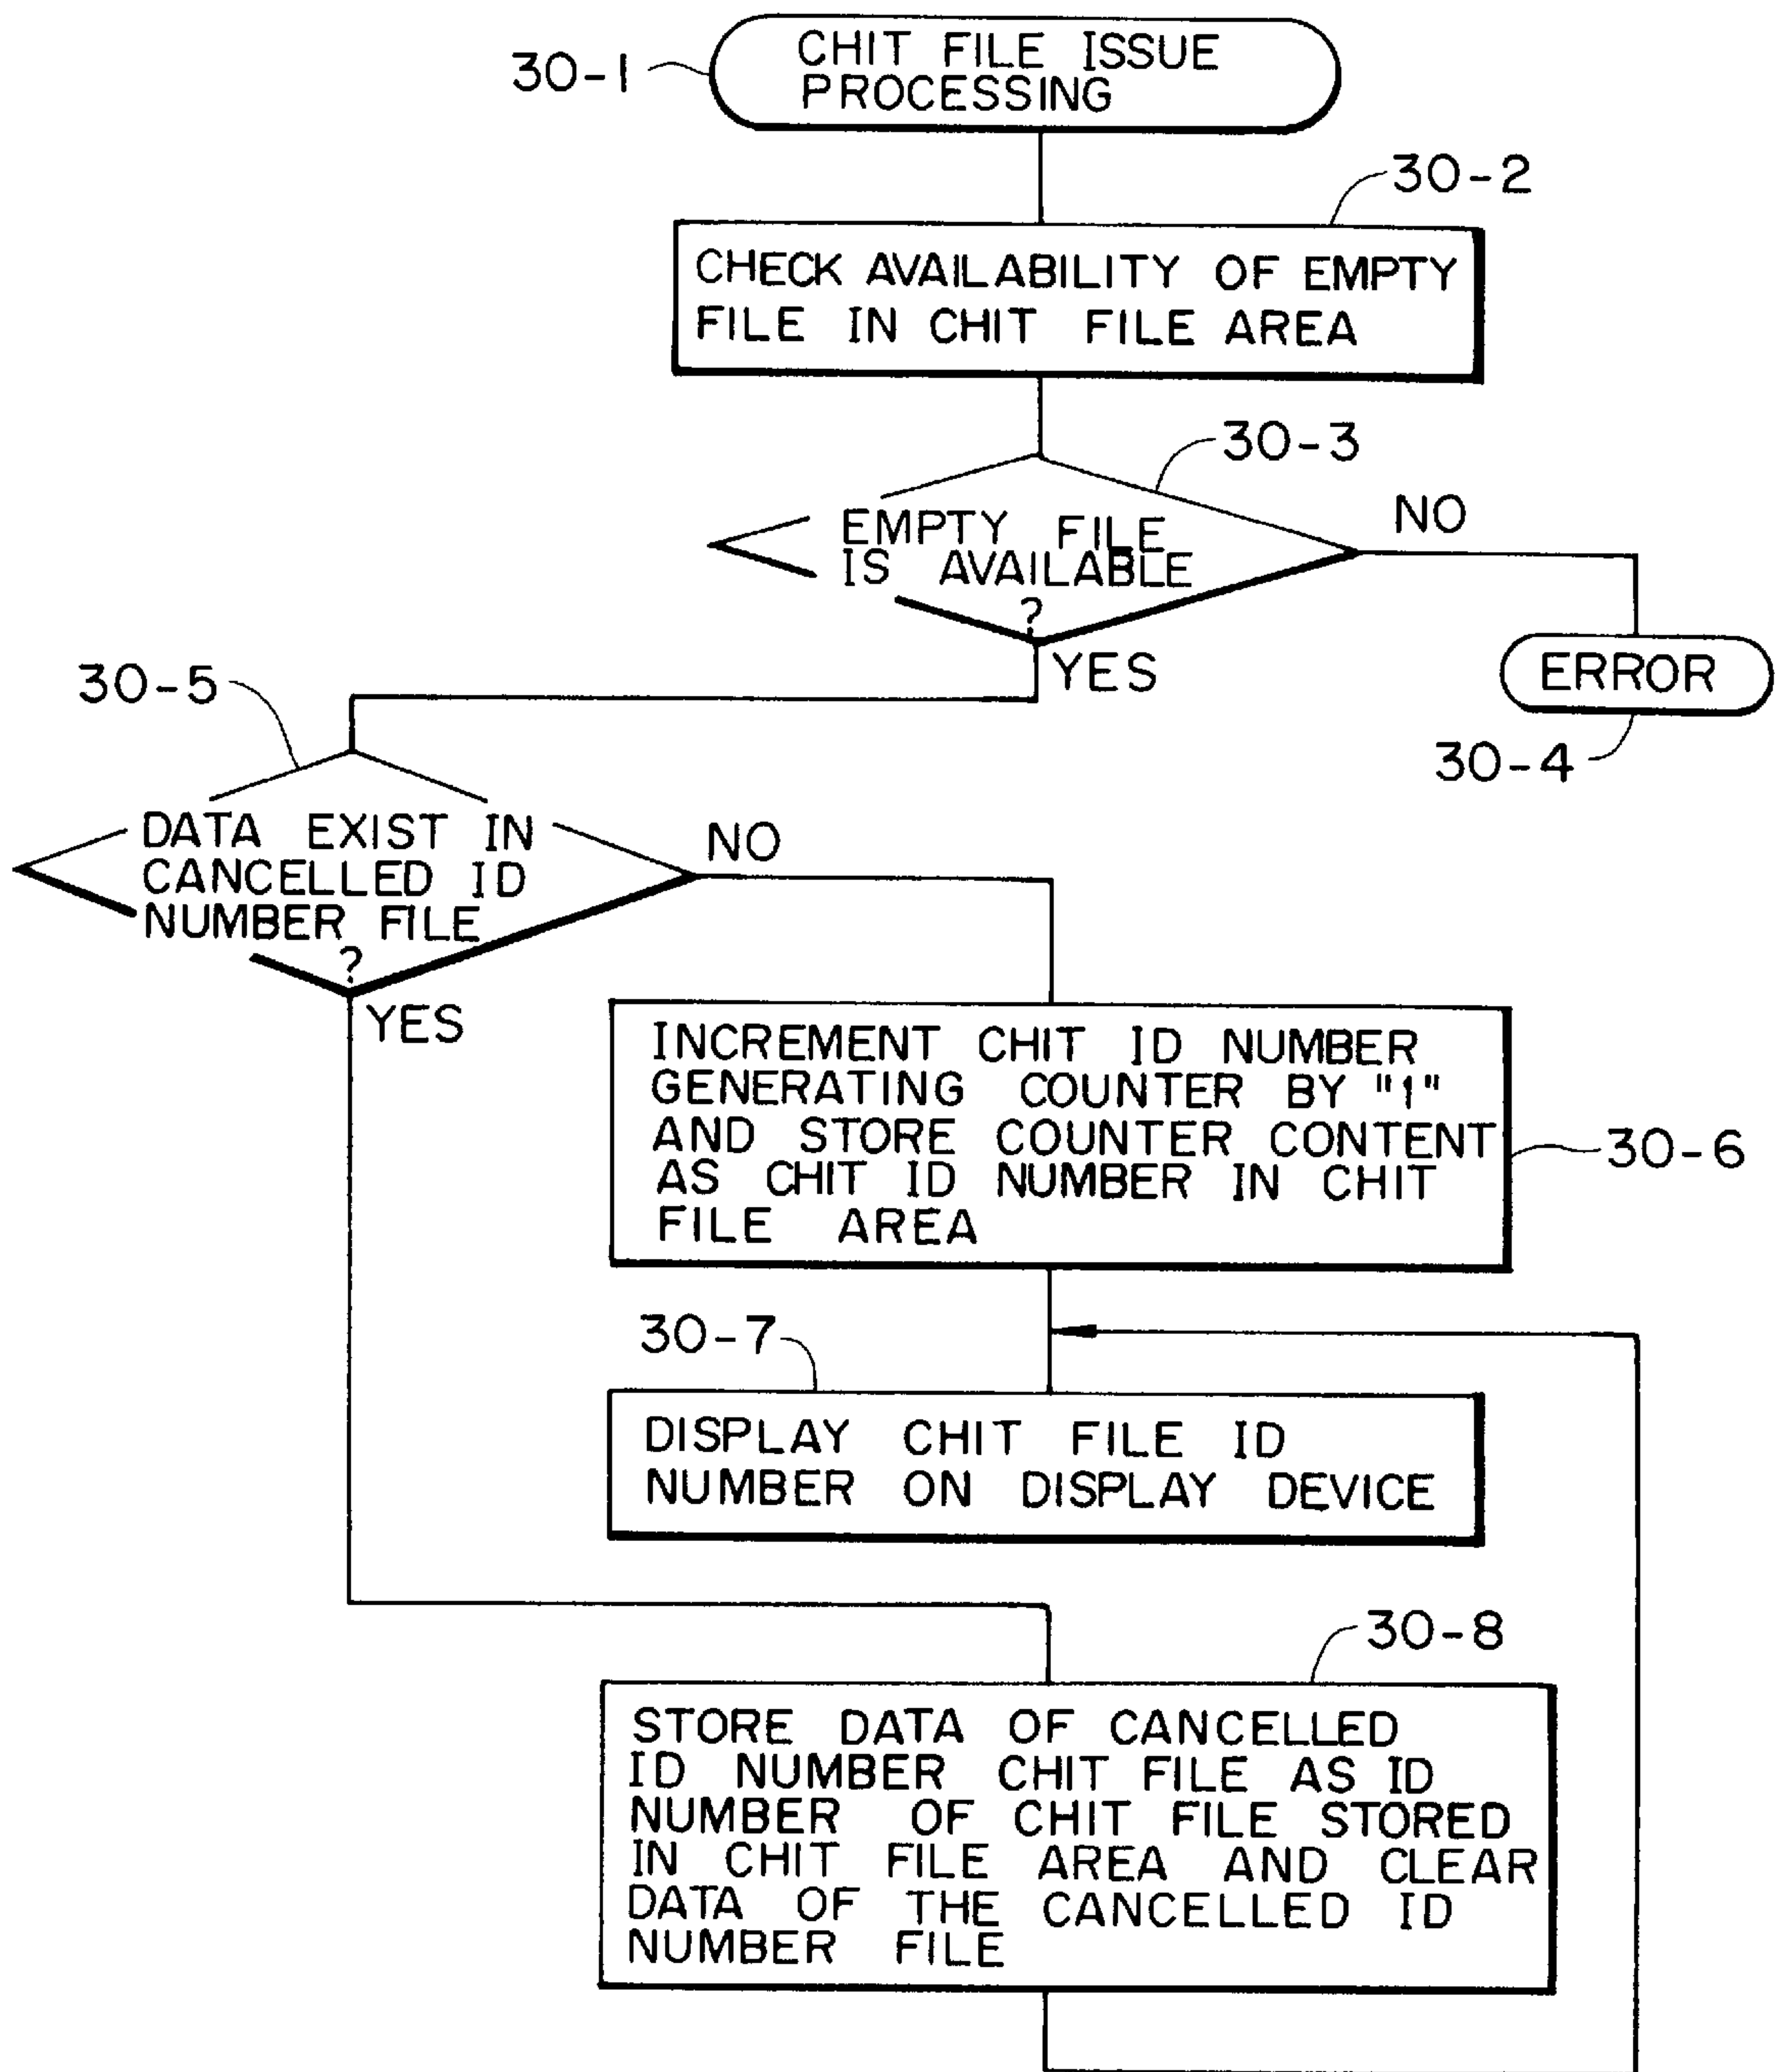 30-1
CHIT FILE ISSUE
PROCESSING
30-2
CHECK AVAILABILITY OF EMPTY
FILE IN CHIT FILE AREA
30-3
EMPTY FILE
IS AVAILABLE
?
NO
YES
ERROR
30-4
30-5
DATA EXIST IN
CANCELLED ID
NUMBER FILE
?
NO
YES
INCREMENT CHIT ID NUMBER
GENERATING COUNTER BY "1"
AND STORE COUNTER CONTENT
AS CHIT ID NUMBER IN CHIT
FILE AREA
30-6
30-7
DISPLAY CHIT FILE ID
NUMBER ON DISPLAY DEVICE
30-8
STORE DATA OF CANCELLED
ID NUMBER CHIT FILE AS ID
NUMBER OF CHIT FILE STORED
IN CHIT FILE AREA AND CLEAR
DATA OF THE CANCELLED ID
NUMBER FILE